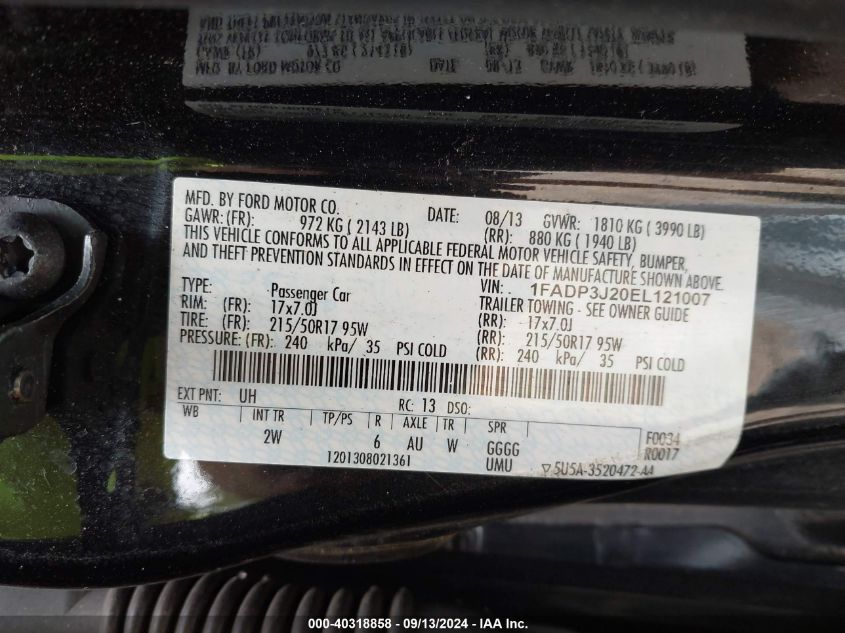 MFD. BY FORD MOTOR CO.
DATE: 08/13 GVWR: 1810 KG ( 3990 LB)
GAWR: (FR): 972 KG ( 2143 LB) (RR): 880 KG ( 1940 LB)
THIS VEHICLE CONFORMS TO ALL APPLICABLE FEDERAL MOTOR VEHICLE SAFETY, BUMPER,
AND THEFT PREVENTION STANDARDS IN EFFECT ON THE DATE OF MANUFACTURE SHOWN ABOVE.
VIN: 1FADP3J20EL121007
TYPE: Passenger Car TRAILER TOWING - SEE OWNER GUIDE
RIM: (FR): 17x7.0J (RR): 17x7.0J
TIRE: (FR): 215/50R17 95W (RR): 215/50R17 95W
PRESSURE: (FR): 240 kPa/ 35 PSI COLD (RR): 240 kPa/ 35 PSI COLD
EXT PNT: UH RC: 13 DSO:
WB INT TR TP/PS R AXLE TR SPR
2W 6 AU W GGGG F0034
1201308021361 UMU R0017
▽5U5A-3520472-AA
000-40318858 - 09/13/2024 - IAA Inc.